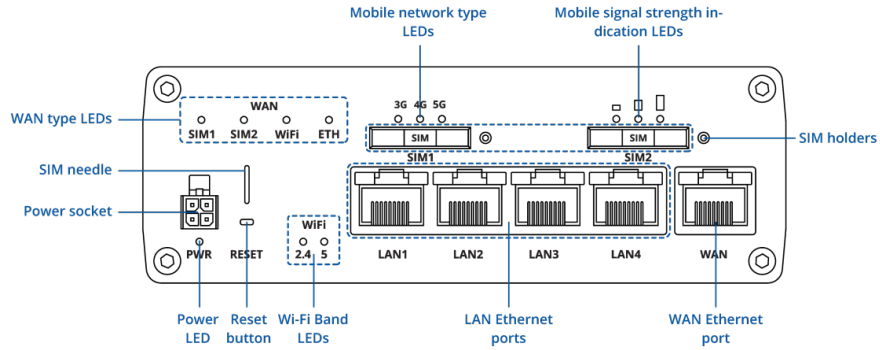 Mobile network type
LEDs
Mobile signal strength in-
dication LEDs
WAN type LEDs
WAN
SIM1 SIM2 WiFi ETH
3G 4G 5G
SIM
SIM1
SIM
SIM2
SIM holders
SIM needle
Power socket
PWR
RESET
WiFi
2.4 5
LAN1 LAN2 LAN3 LAN4 WAN
Power
LED
Reset
button
Wi-Fi Band
LEDs
LAN Ethernet
ports
WAN Ethernet
port